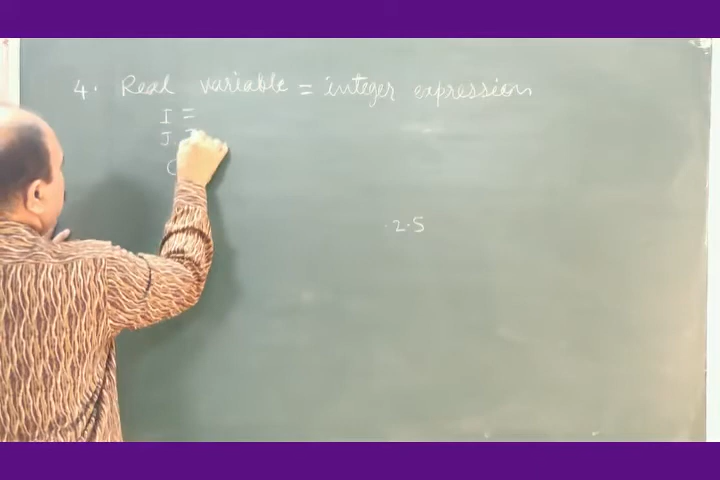 4. Real variable = integer expression
I =
J
C
.2.5